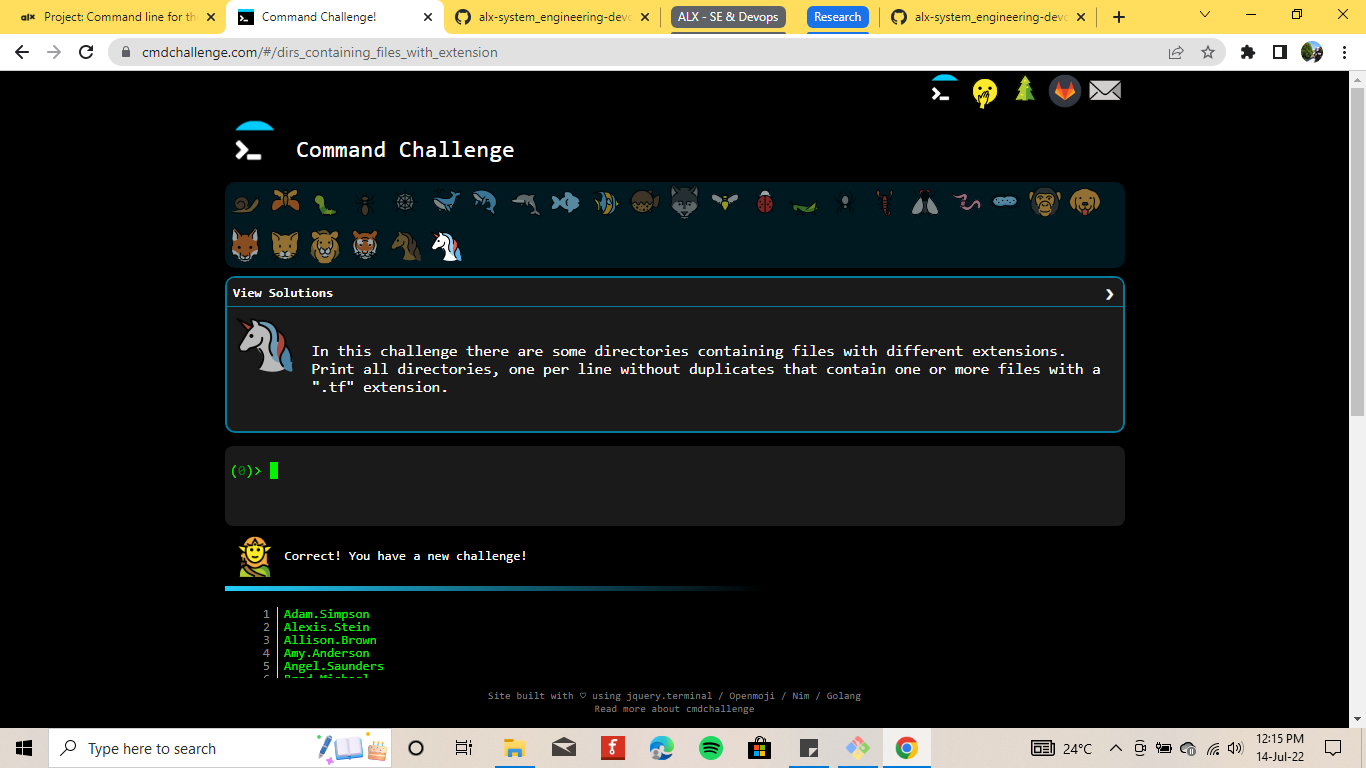 alx Project: Command line for th
Command Challenge!
alx-system_engineering-devo
ALX - SE & Devops
Research
alx-system_engineering-devo
cmdchallenge.com/#/dirs_containing_files_with_extension
Command Challenge
View Solutions
In this challenge there are some directories containing files with different extensions.
Print all directories, one per line without duplicates that contain one or more files with a
".tf" extension.
(0)>
Correct! You have a new challenge!
1 Adam.Simpson
2 Alexis.Stein
3 Allison.Brown
4 Amy.Anderson
5 Angel.Saunders
Site built with ♡ using jquery.terminal / Openmoji / Nim / Golang
Read more about cmdchallenge
Type here to search
24°C
12:15 PM
14-Jul-22